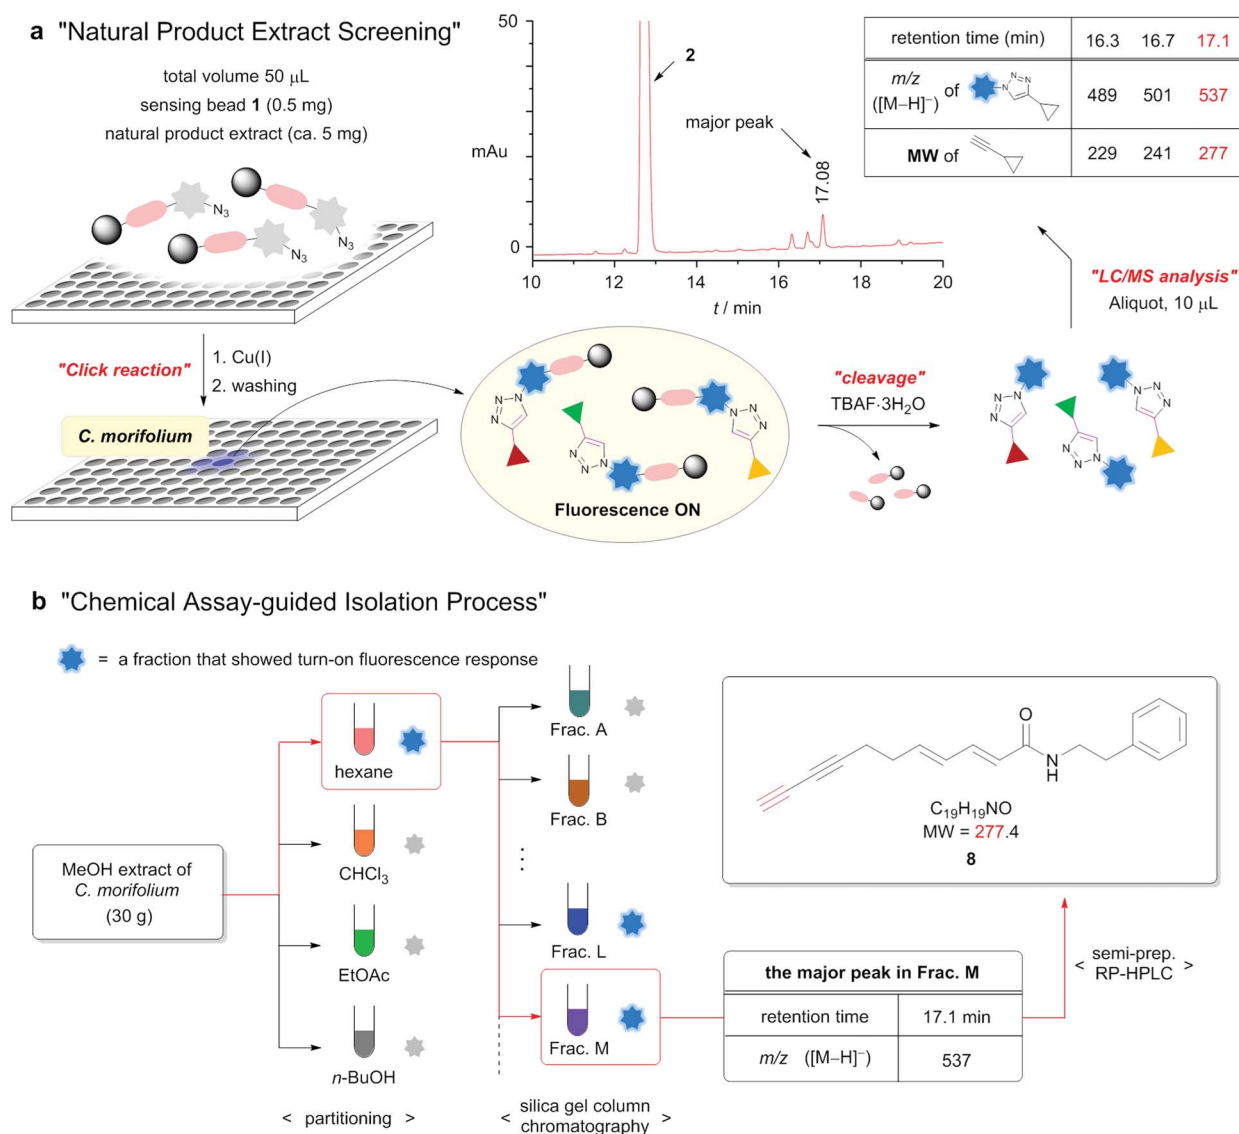 a "Natural Product Extract Screening"
total volume 50 μL
sensing bead 1 (0.5 mg)
natural product extract (ca. 5 mg)
N3
N3
N3
"Click reaction"
1. Cu(I)
2. washing
C. morifolium
50
mAu
0
2
major peak
17.08
10 12 14 16 18 20
t / min
retention time (min) 16.3 16.7 17.1
m/z ([M–H]⁻) of N N N 489 501 537
MW of 229 241 277
"LC/MS analysis"
Aliquot, 10 μL
N N N
N N N
N N N
Fluorescence ON
"cleavage"
TBAF·3H2O
N N N
N N N
N N N
b "Chemical Assay-guided Isolation Process"
= a fraction that showed turn-on fluorescence response
MeOH extract of
C. morifolium
(30 g)
hexane
CHCl3
EtOAc
n-BuOH
< partitioning >
Frac. A
Frac. B
⋮
Frac. L
Frac. M
< silica gel column chromatography >
the major peak in Frac. M
retention time 17.1 min
m/z ([M–H]⁻) 537
< semi-prep. RP-HPLC >
O
N
H
C19H19NO
MW = 277.4
8